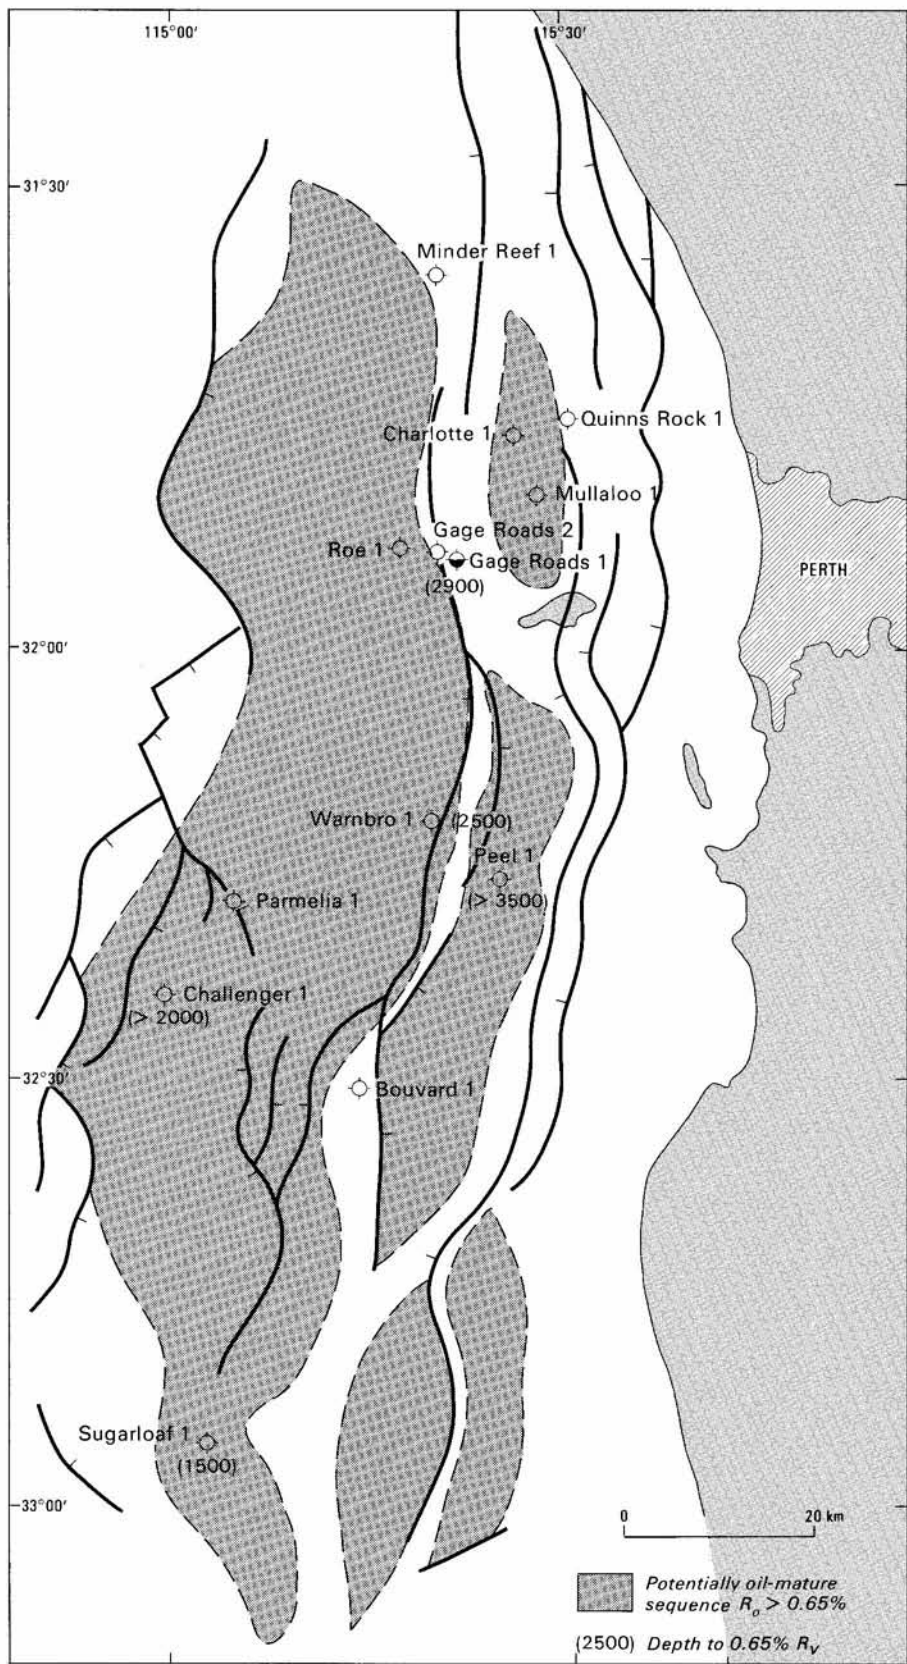 115°00'
15°30'
31°30'
Minder Reef 1
Quinns Rock 1
Charlotte 1
Mullaloo 1
Gage Roads 2
Roe 1
Gage Roads 1
(2900)
PERTH
32°00'
Warnbro 1
(2500)
Peel 1
(> 3500)
Parmelia 1
Challenger 1
(> 2000)
32°30'
Bouvard 1
Sugarloaf 1
(1500)
33°00'
0 20 km
Potentially oil-mature
sequence Ro > 0.65%
(2500) Depth to 0.65% RV